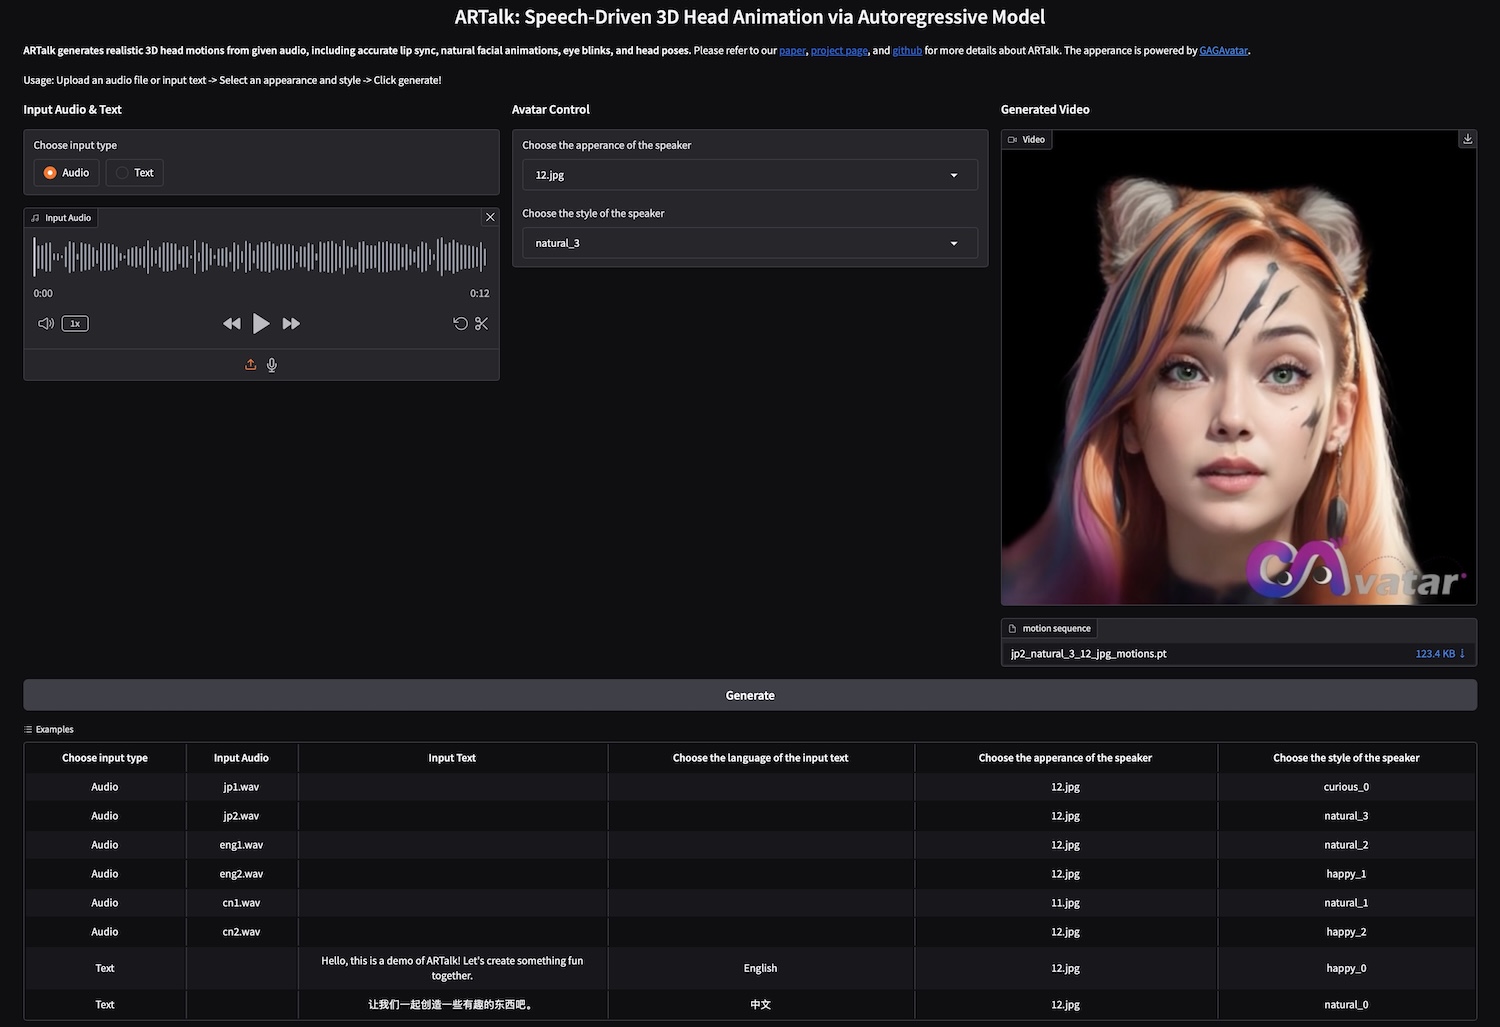 ARTalk: Speech-Driven 3D Head Animation via Autoregressive Model
ARTalk generates realistic 3D head motions from given audio, including accurate lip sync, natural facial animations, eye blinks, and head poses. Please refer to our paper, project page, and github for more details about ARTalk. The apperance is powered by GAGAvatar.
Usage: Upload an audio file or input text -> Select an appearance and style -> Click generate!
Input Audio & Text
Choose input type
Audio
Text
Input Audio
0:00
0:12
1x
Avatar Control
Choose the apperance of the speaker
12.jpg
Choose the style of the speaker
natural_3
Generated Video
Video
GAvatar
motion sequence
jp2_natural_3_12_jpg_motions.pt
123.4 KB ↓
Generate
Examples
Choose input type Input Audio Input Text Choose the language of the input text Choose the apperance of the speaker Choose the style of the speaker
Audio jp1.wav 12.jpg curious_0
Audio jp2.wav 12.jpg natural_3
Audio eng1.wav 12.jpg natural_2
Audio eng2.wav 12.jpg happy_1
Audio cn1.wav 11.jpg natural_1
Audio cn2.wav 12.jpg happy_2
Text Hello, this is a demo of ARTalk! Let's create something fun
together. English 12.jpg happy_0
Text 让我们一起创造一些有趣的东西吧。 中文 12.jpg natural_0